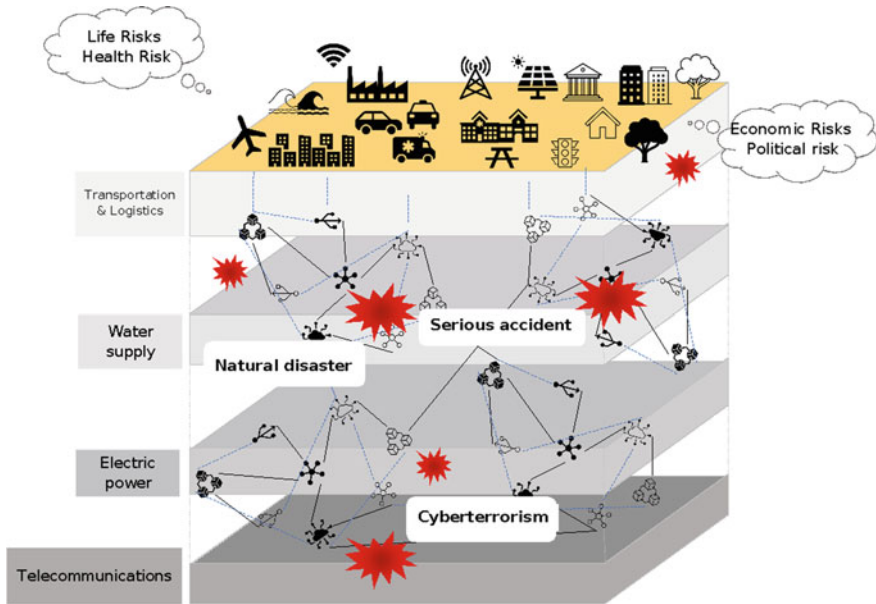 Life Risks
Health Risk
Economic Risks
Political risk
Transportation
& Logistics
Water
supply
Serious accident
Natural disaster
Electric
power
Cyberterrorism
Telecommunications